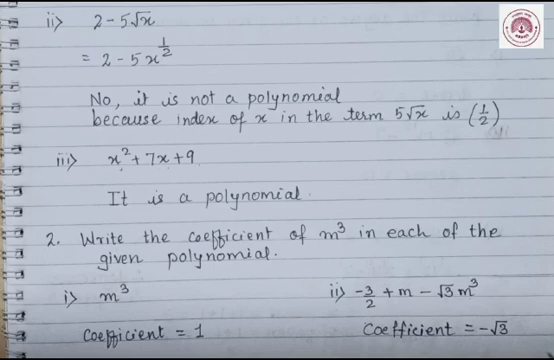 ii> 2 - 5√x
= 2 - 5x^(1/2)
No, it is not a polynomial
because index of x in the term 5√x is (1/2)
iii> x² + 7x + 9
It is a polynomial.
2. Write the coefficient of m³ in each of the
given polynomial.
i> m³
ii> -3/2 + m - √3 m³
Coefficient = 1
Coefficient = -√3